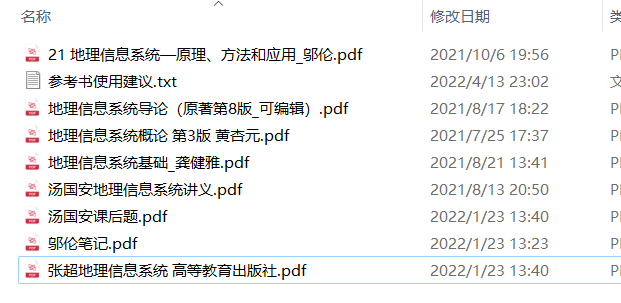 名称 修改日期 类
21 地理信息系统—原理、方法和应用_邬伦.pdf 2021/10/6 19:56
参考书使用建议.txt 2022/4/13 23:02 文
地理信息系统导论（原著第8版_可编辑）.pdf 2021/8/17 18:22
地理信息系统概论 第3版 黄杏元.pdf 2021/7/25 17:37
地理信息系统基础_龚健雅.pdf 2021/8/21 13:41
汤国安地理信息系统讲义.pdf 2021/8/13 20:50
汤国安课后题.pdf 2022/1/23 13:40
邬伦笔记.pdf 2022/1/23 13:23
张超地理信息系统 高等教育出版社.pdf 2022/1/23 13:40